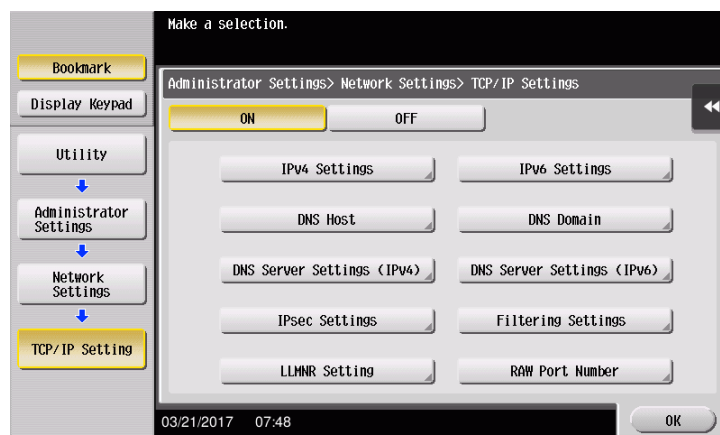 Make a selection.
Bookmark
Display Keypad
Utility
Administrator
Settings
Network
Settings
TCP/IP Setting
Administrator Settings> Network Settings> TCP/IP Settings
ON
OFF
IPv4 Settings
IPv6 Settings
DNS Host
DNS Domain
DNS Server Settings (IPv4)
DNS Server Settings (IPv6)
IPsec Settings
Filtering Settings
LLMNR Setting
RAW Port Number
03/21/2017 07:48
OK